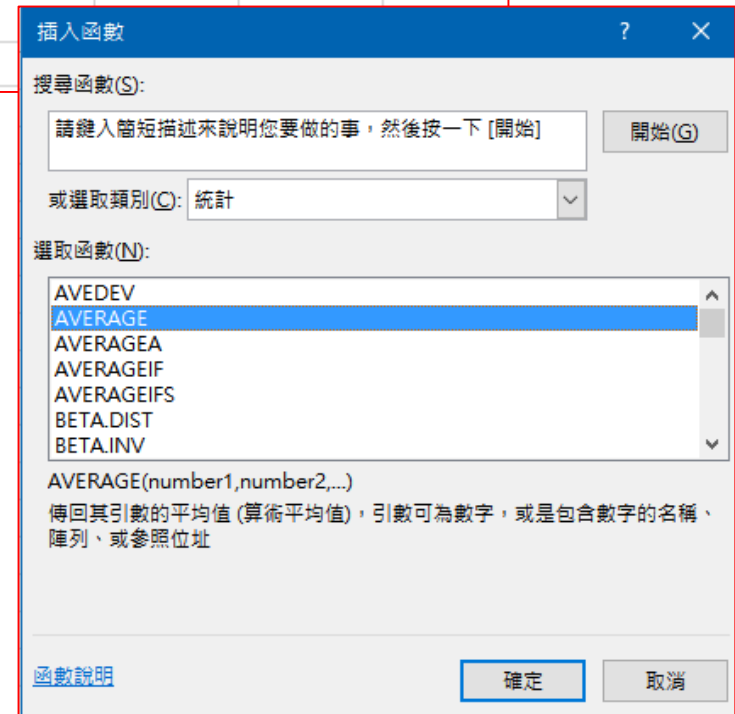 插入函數 ?
搜尋函數(S):
請鍵入簡短描述來說明您要做的事，然後按一下 [開始] 開始(G)
或選取類別(C): 統計
選取函數(N):
AVEDEV
AVERAGE
AVERAGEA
AVERAGEIF
AVERAGEIFS
BETA.DIST
BETA.INV
AVERAGE(number1,number2,...)
傳回其引數的平均值 (算術平均值)，引數可為數字，或是包含數字的名稱、
陣列、或參照位址
函數說明 確定 取消